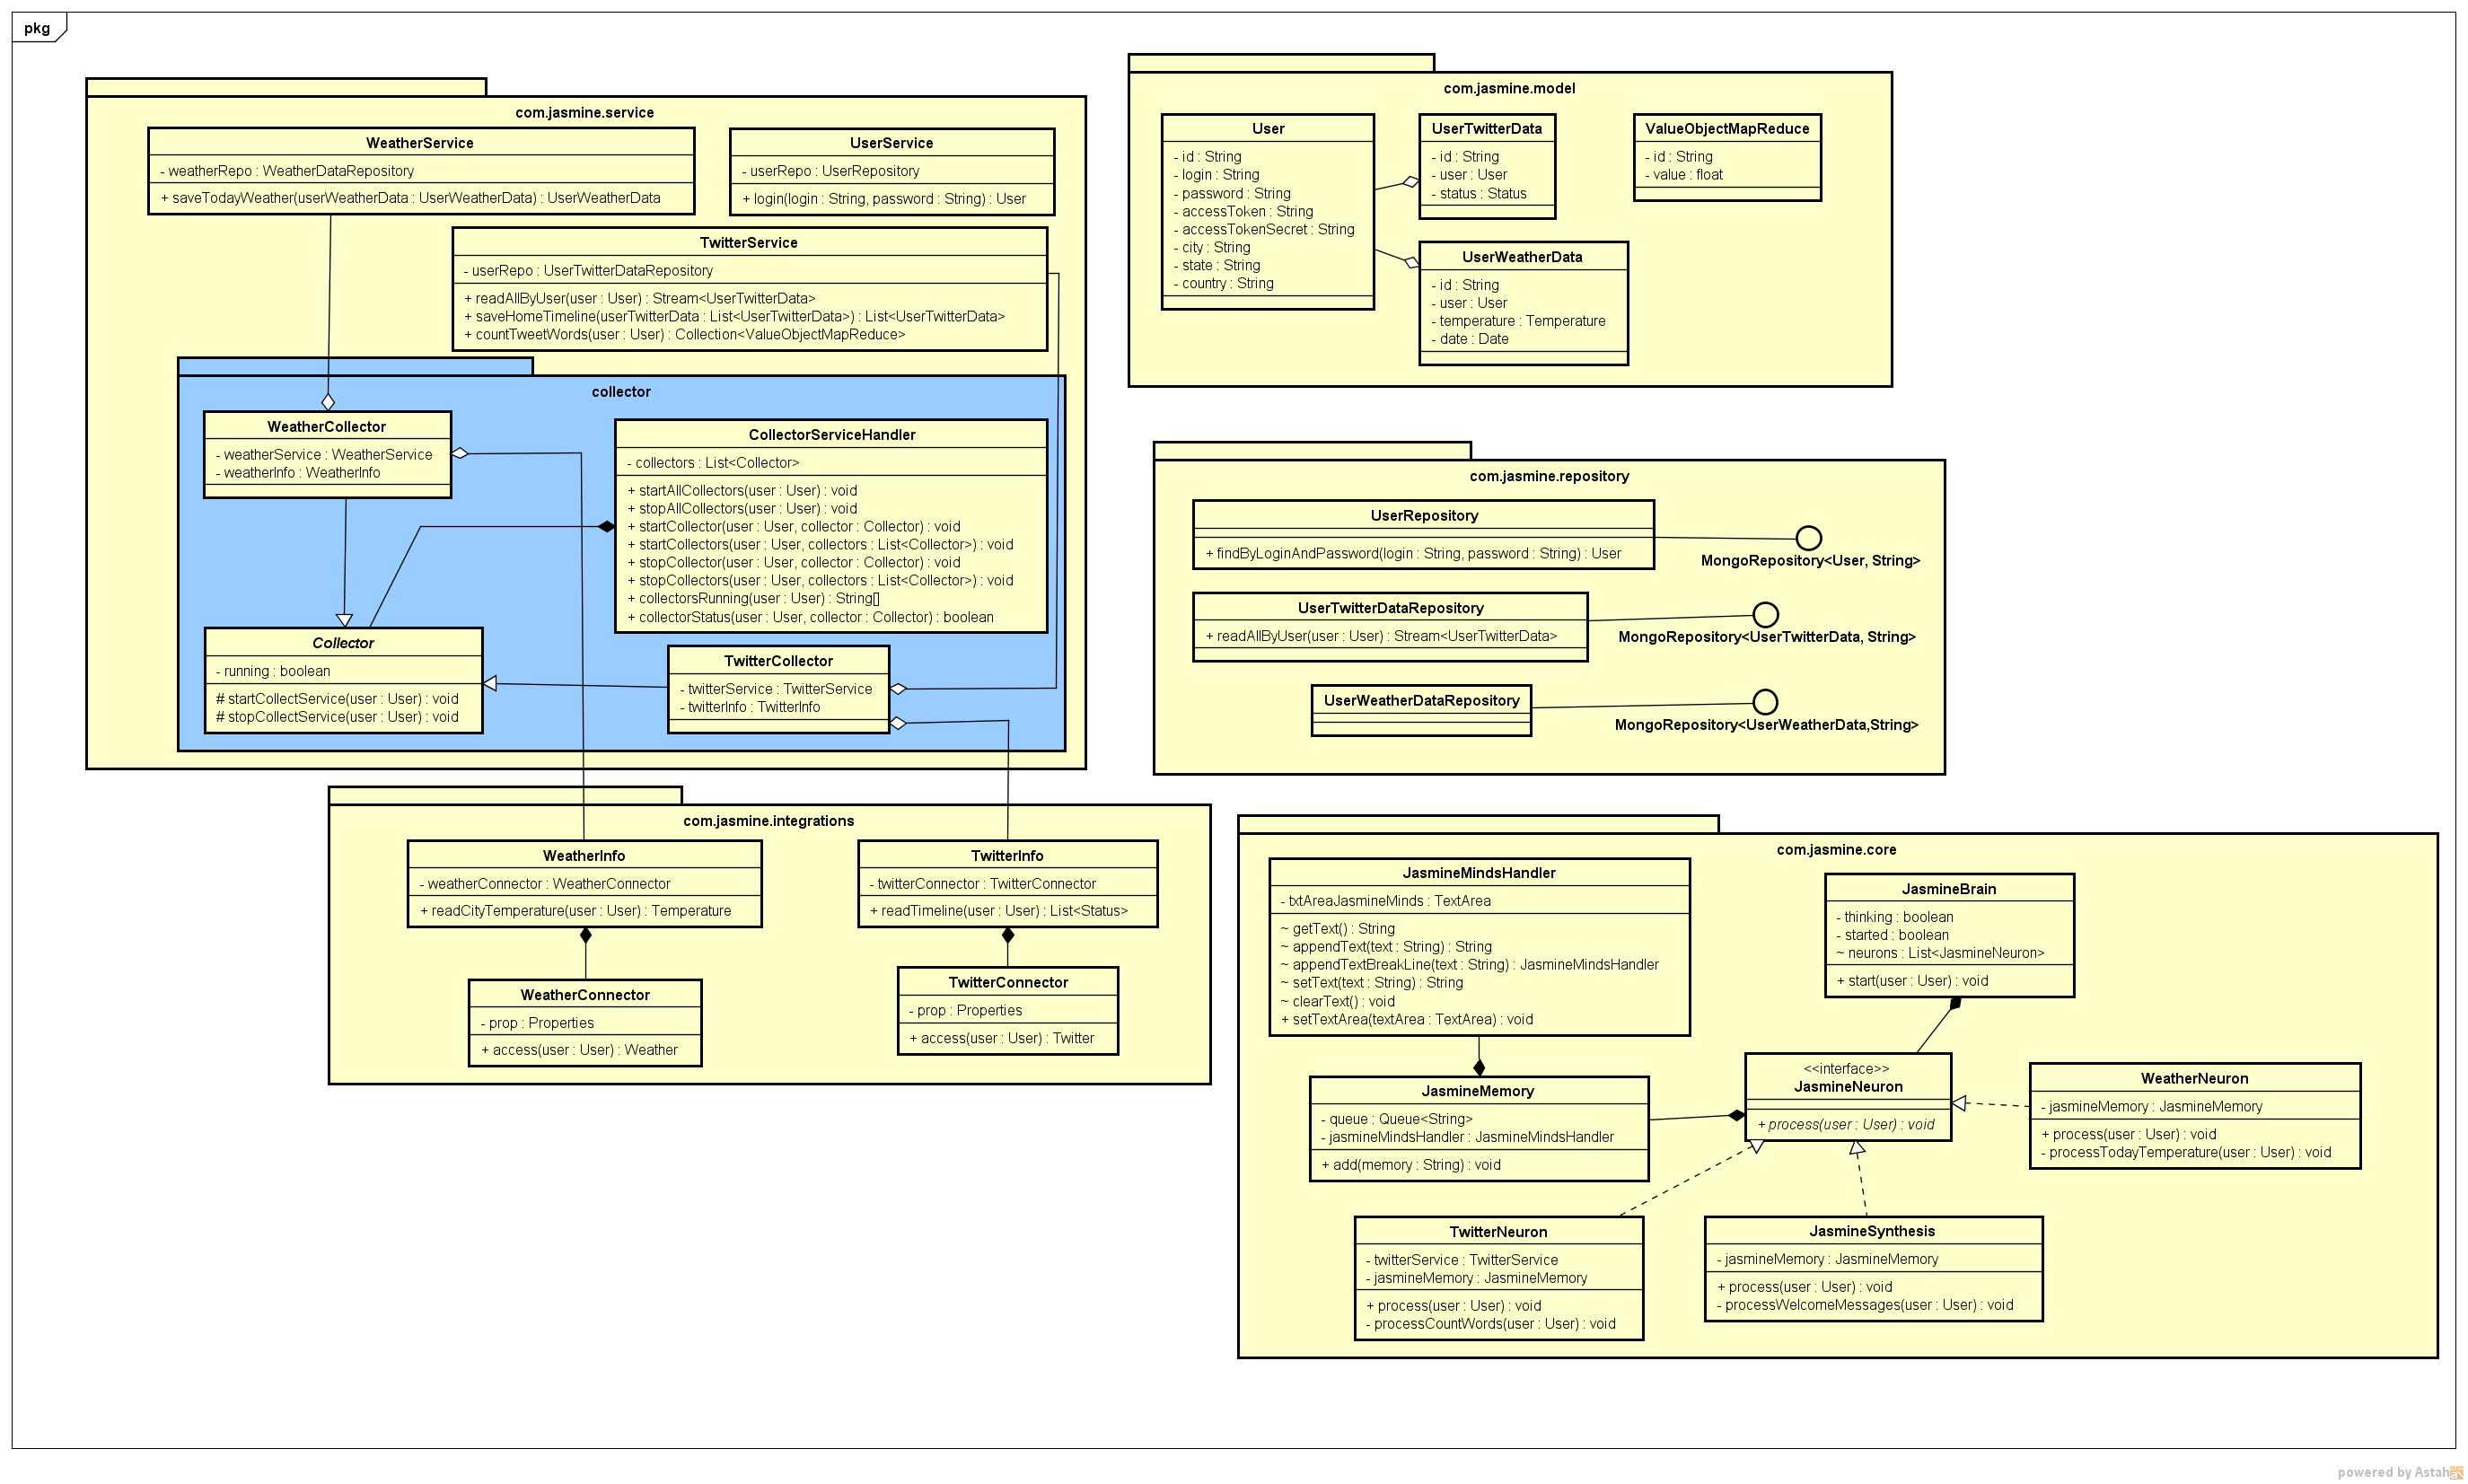 pkg
com.jasmine.service
WeatherService
- weatherRepo : WeatherDataRepository
+ saveTodayWeather(userWeatherData : UserWeatherData) : UserWeatherData
UserService
- userRepo : UserRepository
+ login(login : String, password : String) : User
TwitterService
- userRepo : UserTwitterDataRepository
+ readAllByUser(user : User) : Stream<UserTwitterData>
+ saveHomeTimeline(userTwitterData : List<UserTwitterData>) : List<UserTwitterData>
+ countTweetWords(user : User) : Collection<ValueObjectMapReduce>
collector
WeatherCollector
- weatherService : WeatherService
- weatherInfo : WeatherInfo
CollectorServiceHandler
- collectors : List<Collector>
+ startAllCollectors(user : User) : void
+ stopAllCollectors(user : User) : void
+ startCollector(user : User, collector : Collector) : void
+ startCollectors(user : User, collectors : List<Collector>) : void
+ stopCollector(user : User, collector : Collector) : void
+ stopCollectors(user : User, collectors : List<Collector>) : void
+ collectorsRunning(user : User) : String[]
+ collectorStatus(user : User, collector : Collector) : boolean
Collector
- running : boolean
# startCollectService(user : User) : void
# stopCollectService(user : User) : void
TwitterCollector
- twitterService : TwitterService
- twitterInfo : TwitterInfo
com.jasmine.model
User
- id : String
- login : String
- password : String
- accessToken : String
- accessTokenSecret : String
- city : String
- state : String
- country : String
UserTwitterData
- id : String
- user : User
- status : Status
ValueObjectMapReduce
- id : String
- value : float
UserWeatherData
- id : String
- user : User
- temperature : Temperature
- date : Date
com.jasmine.repository
UserRepository
+ findByLoginAndPassword(login : String, password : String) : User
MongoRepository<User, String>
UserTwitterDataRepository
+ readAllByUser(user : User) : Stream<UserTwitterData>
MongoRepository<UserTwitterData, String>
UserWeatherDataRepository
MongoRepository<UserWeatherData,String>
com.jasmine.integrations
WeatherInfo
- weatherConnector : WeatherConnector
+ readCityTemperature(user : User) : Temperature
TwitterInfo
- twitterConnector : TwitterConnector
+ readTimeline(user : User) : List<Status>
WeatherConnector
- prop : Properties
+ access(user : User) : Weather
TwitterConnector
- prop : Properties
+ access(user : User) : Twitter
com.jasmine.core
JasmineMindsHandler
- txtAreaJasmineMinds : TextArea
~ getText() : String
~ appendText(text : String) : String
~ appendTextBreakLine(text : String) : JasmineMindsHandler
~ setText(text : String) : String
~ clearText() : void
+ setTextArea(textArea : TextArea) : void
JasmineBrain
- thinking : boolean
- started : boolean
~ neurons : List<JasmineNeuron>
+ start(user : User) : void
JasmineMemory
- queue : Queue<String>
- jasmineMindsHandler : JasmineMindsHandler
+ add(memory : String) : void
<<interface>>
JasmineNeuron
+ process(user : User) : void
WeatherNeuron
- jasmineMemory : JasmineMemory
+ process(user : User) : void
- processTodayTemperature(user : User) : void
TwitterNeuron
- twitterService : TwitterService
- jasmineMemory : JasmineMemory
+ process(user : User) : void
- processCountWords(user : User) : void
JasmineSynthesis
- jasmineMemory : JasmineMemory
+ process(user : User) : void
- processWelcomeMessages(user : User) : void
powered by Astah